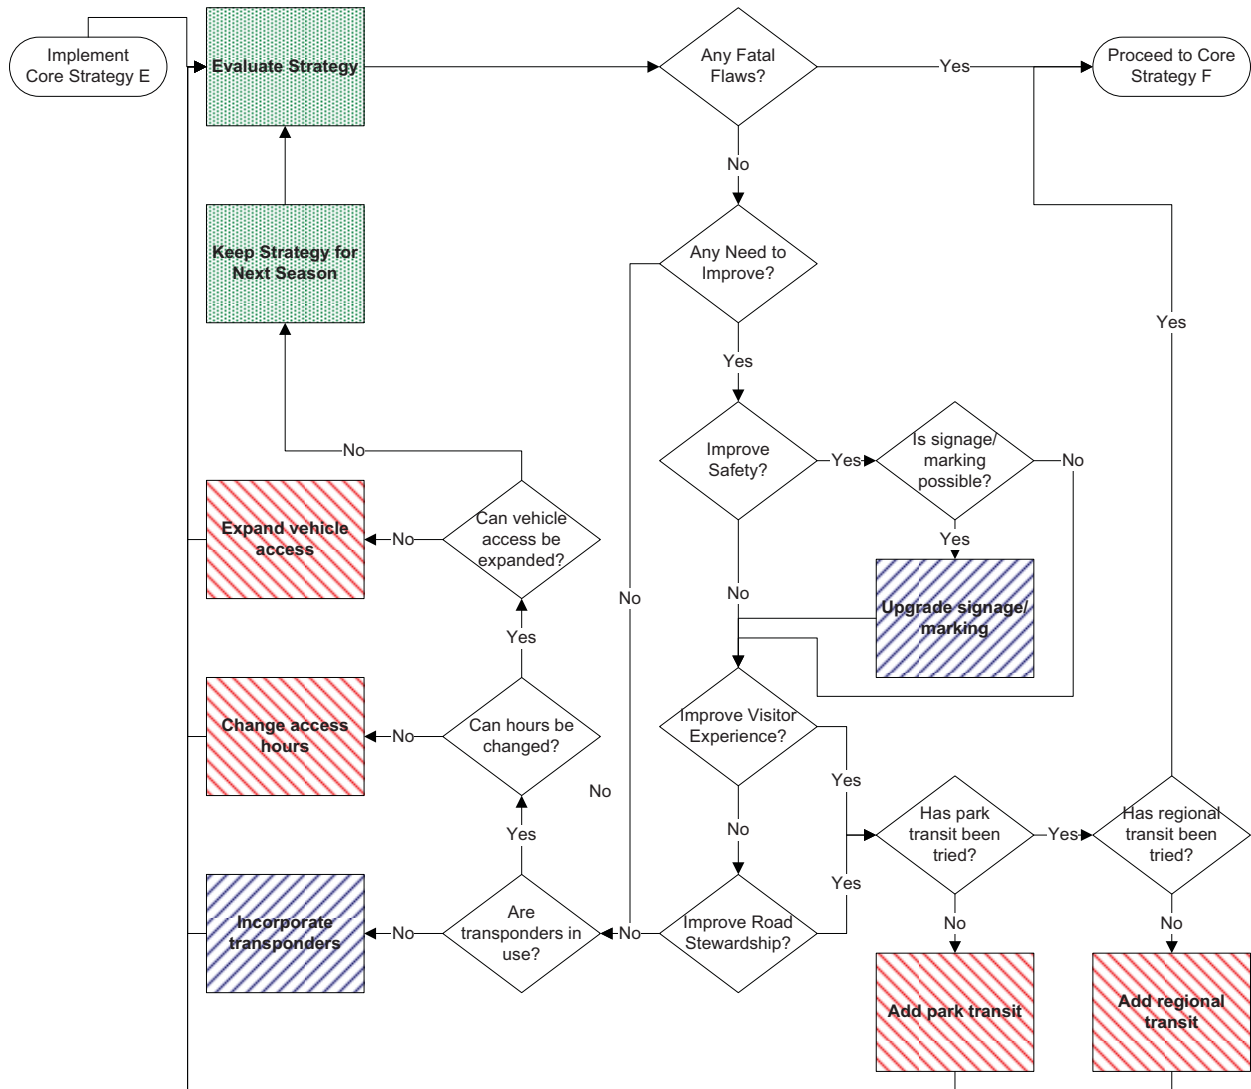 Implement
Core Strategy E
Evaluate Strategy
Any Fatal
Flaws?
Yes
Proceed to Core
Strategy F
No
Keep Strategy for
Next Season
Any Need to
Improve?
Yes
Yes
No
Improve
Safety?
Yes
Is signage/
marking
possible?
No
Expand vehicle
access
No
Can vehicle
access be
expanded?
Yes
No
No
Upgrade signage/
marking
Yes
Change access
hours
No
Can hours be
changed?
Improve Visitor
Experience?
Yes
No
Yes
No
Has park
transit been
tried?
Yes
Has regional
transit been
tried?
Yes
Incorporate
transponders
No
Are
transponders in
use?
No
Improve Road
Stewardship?
No
No
Add park transit
Add regional
transit